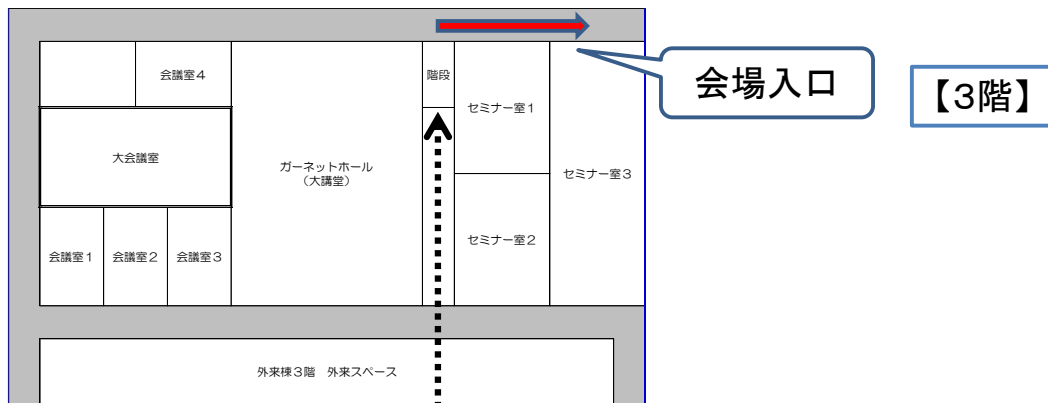 会議室４
階段
会場入口
【３階】
セミナー室１
大会議室
ガーネットホール
（大講堂）
セミナー室３
セミナー室２
会議室１
会議室２
会議室３
外来棟３階　外来スペース